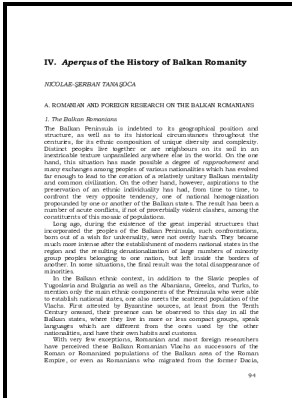 IV. Aperçus of the History of Balkan Romanity
NICOLAE-ŞERBAN TANAŞOCA
A. ROMANIAN AND FOREIGN RESEARCH ON THE BALKAN ROMANIANS
1. The Balkan Romanians
The Balkan Peninsula is indebted to its geographical position and
structure, as well as to its historical circumstances throughout the
centuries, for its ethnic composition of unique diversity and complexity.
Distinct peoples live together or are neighbours on its soil in an
inextricable texture unparalleled anywhere else in the world. On the one
hand, this situation has made possible a degree of rapprochement and
many exchanges among peoples of various nationalities which has evolved
far enough to lead to the creation of a relatively unitary Balkan mentality
and common civilization. On the other hand, however, aspirations to the
preservation of an ethnic individuality has had, from time to time, to
confront the very opposite tendency, one of national homogenization
propounded by one or another of the Balkan states. The result has been a
number of acute conflicts, if not of proverbially violent clashes, among the
constituents of this mosaic of populations.
Long ago, during the existence of the great imperial structures that
incorporated the peoples of the Balkan Peninsula, such confrontations,
born out of a wish for universality, were not overly harsh. They became
much more intense after the establishment of modern national states in the
region and the resulting denationalization of large numbers of minority
group peoples belonging to one nation, but left inside the borders of
another. In some situations, the final result was the total disappearance of
minorities.
In the Balkan ethnic context, in addition to the Slavic peoples of
Yugoslavia and Bulgaria as well as the Albanians, Greeks, and Turks, to
mention only the main ethnic components of the Peninsula who were able
to establish national states, one also meets the scattered population of the
Vlachs. First attested by Byzantine sources, at least from the Tenth
Century onward, their presence can be observed to this day in all the
Balkan states, where they live in more or less compact groups, speak
languages which are different from the ones used by the other
nationalities, and have their own habits and customs.
With very few exceptions, Romanian and most foreign researchers
have perceived these Balkan Romanian Vlachs as successors of the
Roman or Romanized populations of the Balkan area of the Roman
Empire, or even as Romanians who migrated from the former Dacia,
94